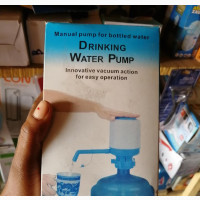 Manual pump for bottled water
DRINKING
WATER PUMP
Innovative vacuum action
for easy operation